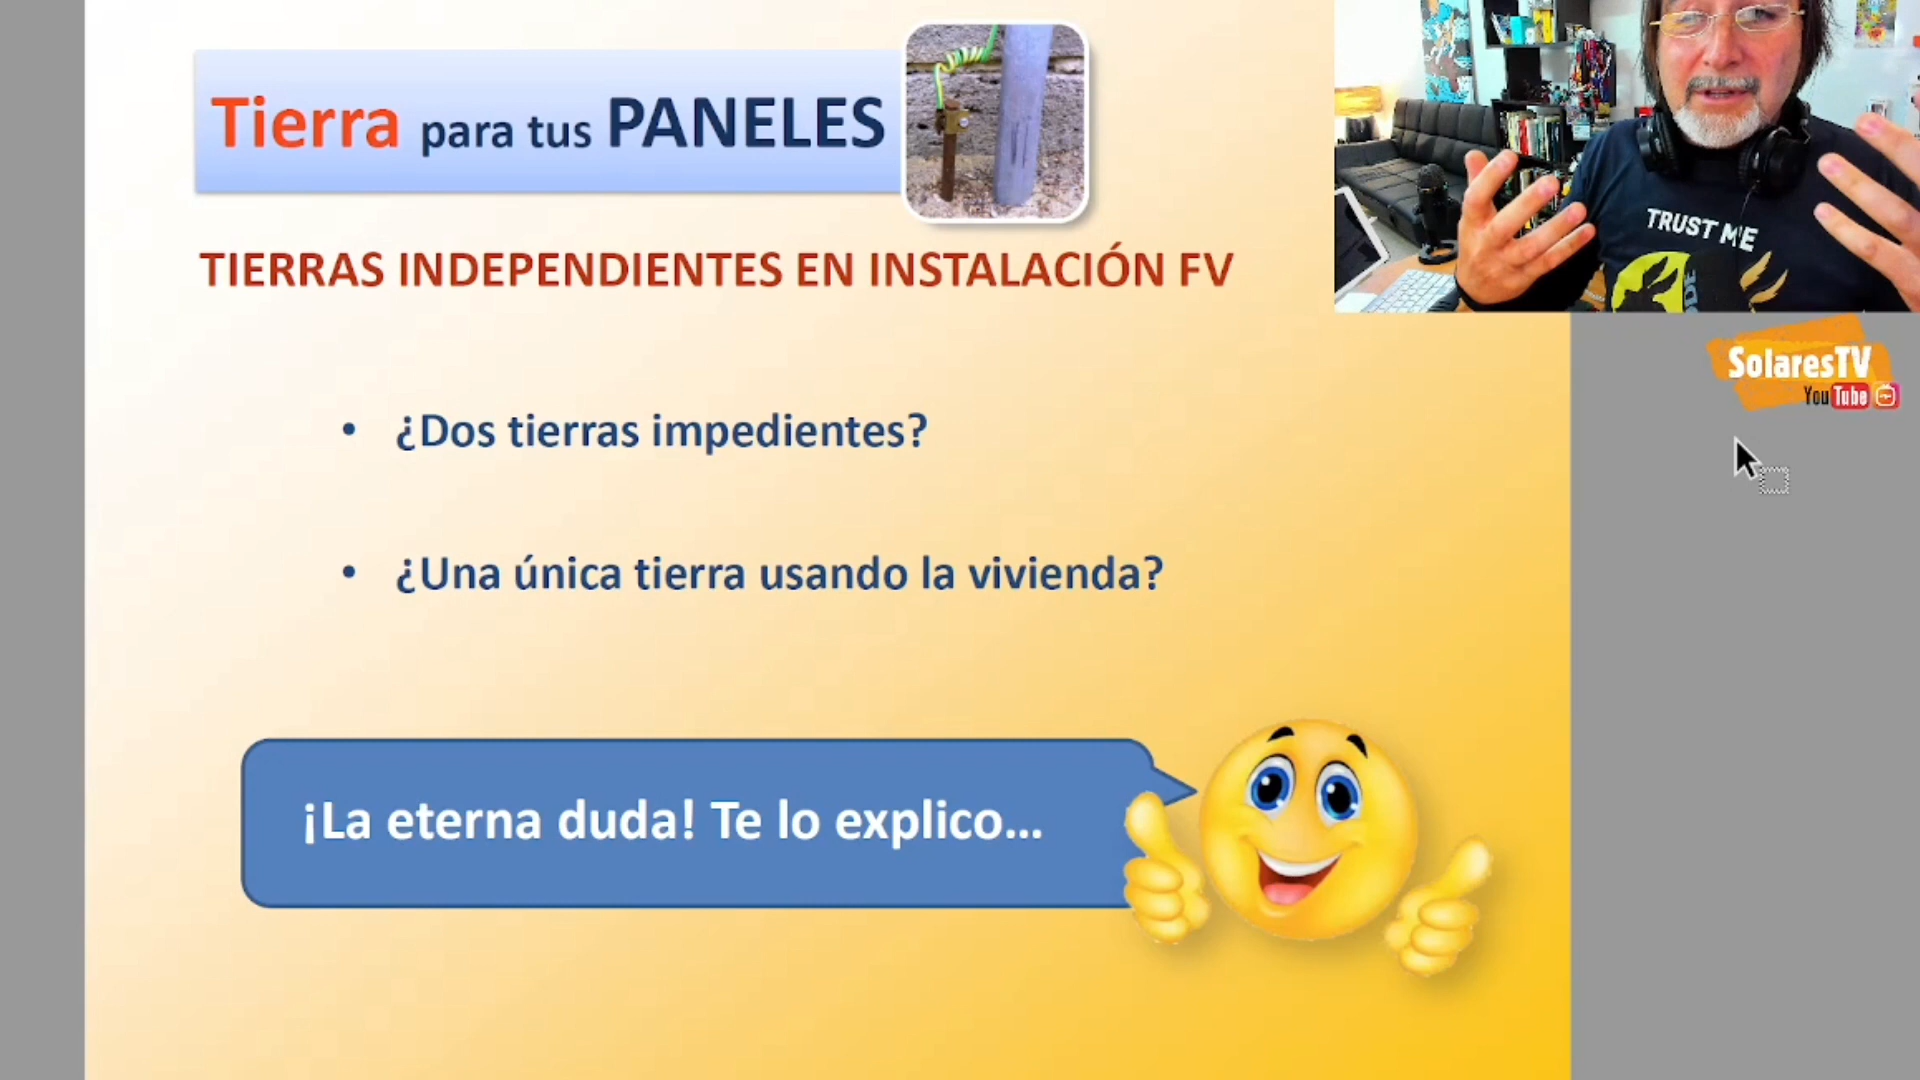 Tierra para tus PANELES
TIERRAS INDEPENDIENTES EN INSTALACIÓN FV
• ¿Dos tierras impedientes?
• ¿Una única tierra usando la vivienda?
¡La eterna duda! Te lo explico...
TRUST ME
SolaresTV
YouTube